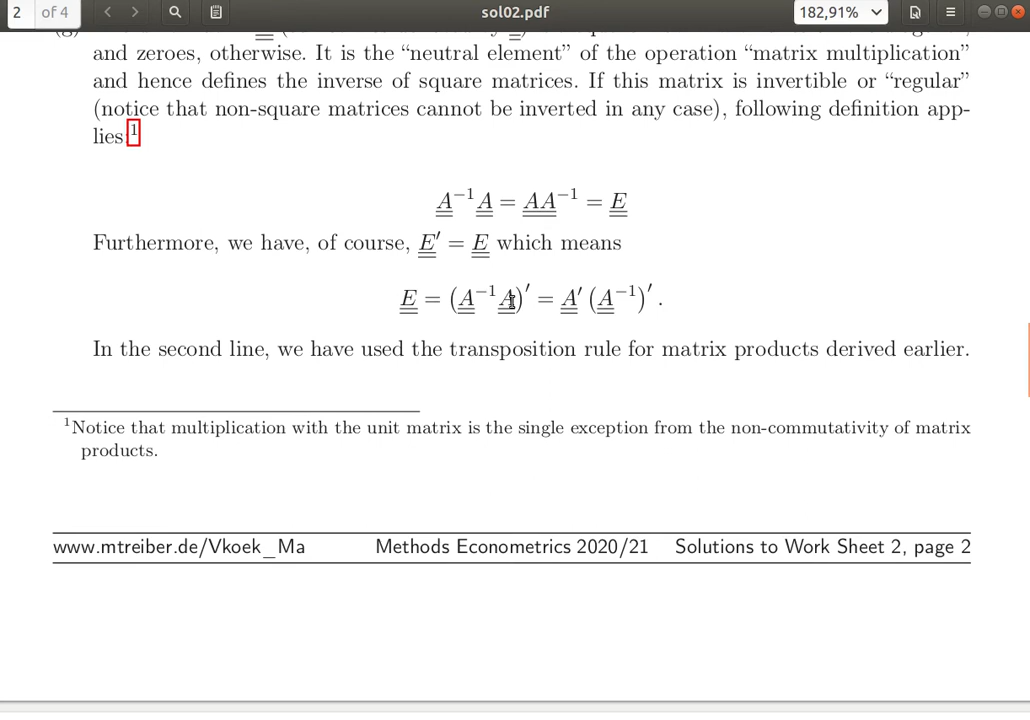 2 of 4 sol02.pdf 182,91%
and zeroes, otherwise. It is the “neutral element” of the operation “matrix multiplication”
and hence defines the inverse of square matrices. If this matrix is invertible or “regular”
(notice that non-square matrices cannot be inverted in any case), following definition app-
lies:¹
A⁻¹A = AA⁻¹ = E
Furthermore, we have, of course, E′ = E which means
E = (A⁻¹A)′ = A′ (A⁻¹)′ .
In the second line, we have used the transposition rule for matrix products derived earlier.
¹Notice that multiplication with the unit matrix is the single exception from the non-commutativity of matrix
products.
www.mtreiber.de/Vkoek_Ma Methods Econometrics 2020/21 Solutions to Work Sheet 2, page 2